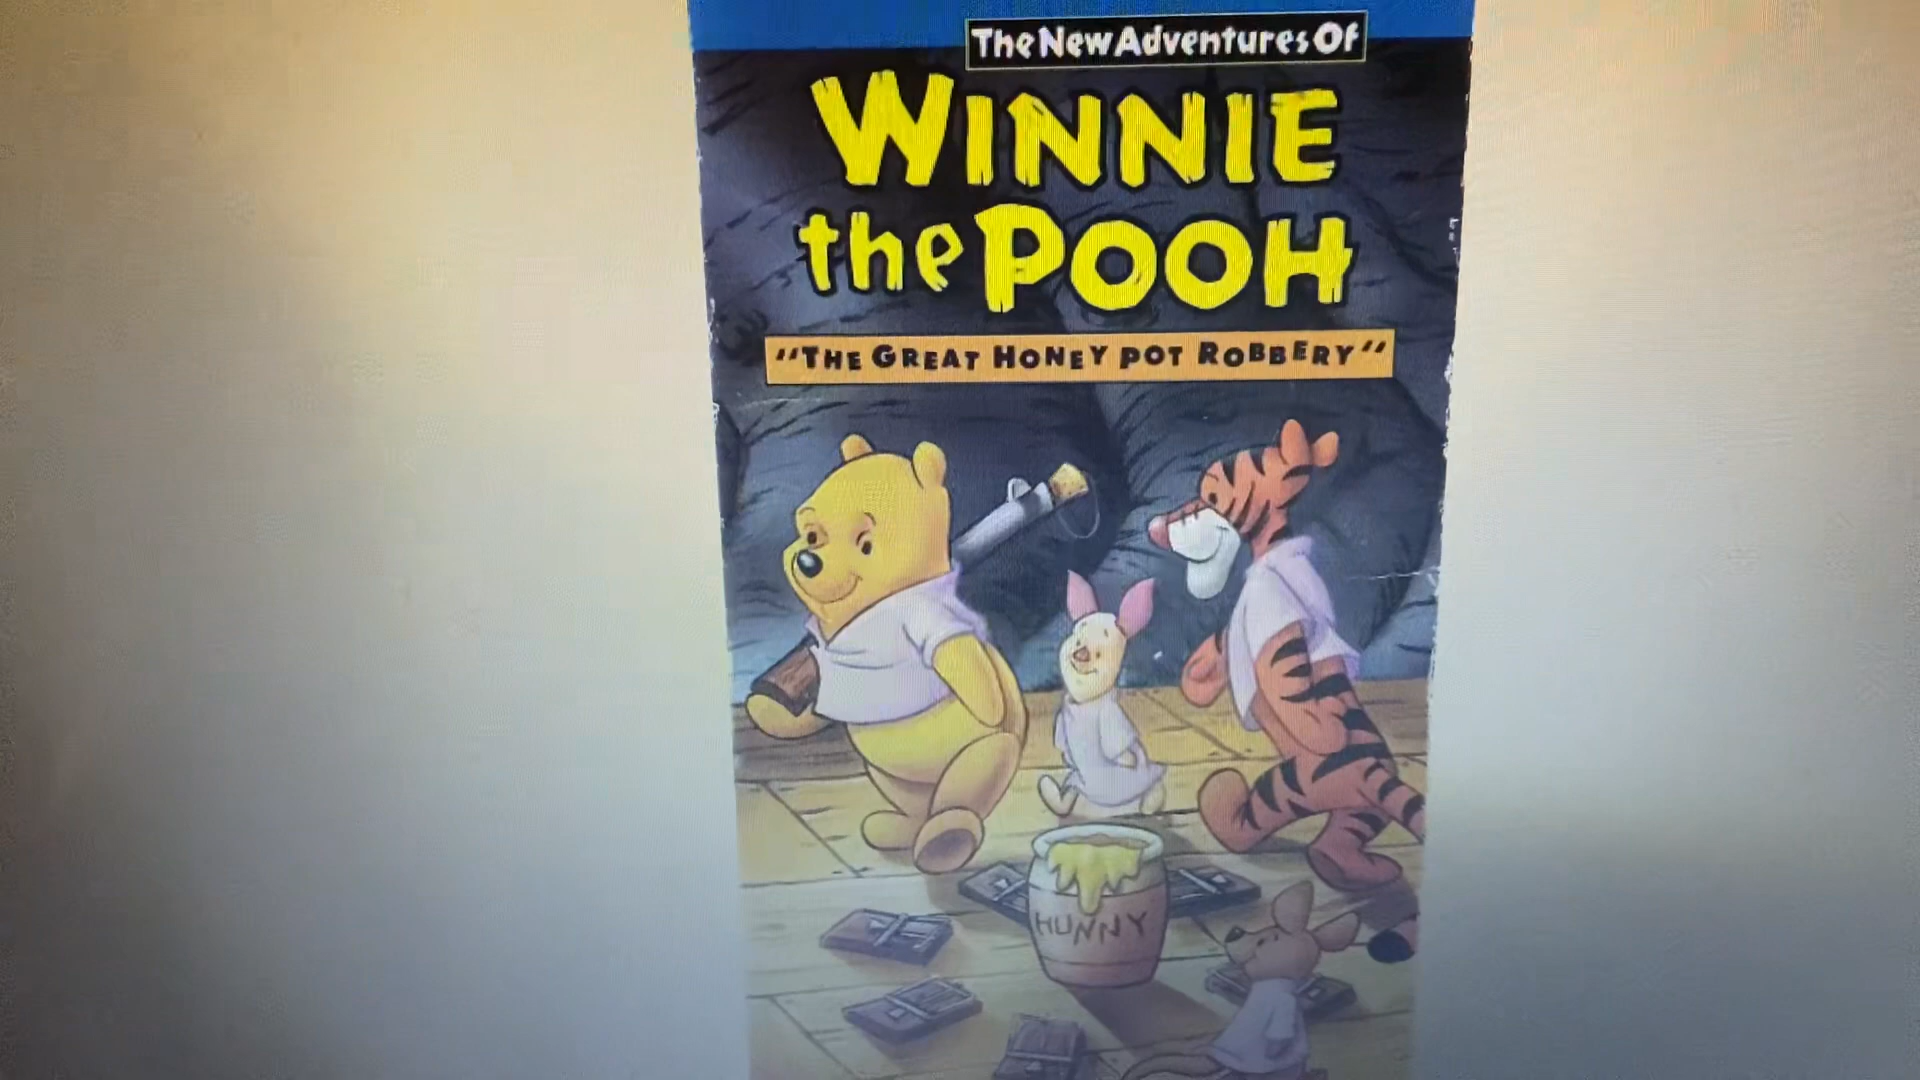 The New Adventures Of
WINNIE
the POOH
"THE GREAT HONEY POT ROBBERY"
HUNNY